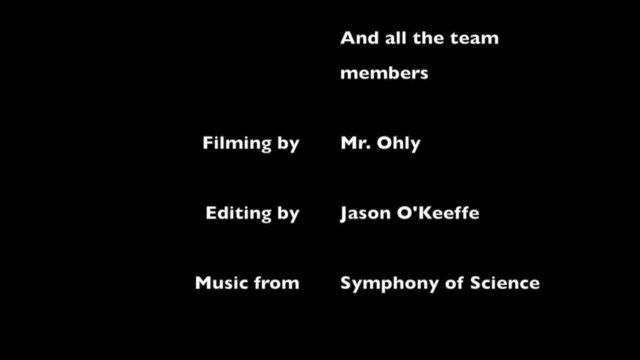 And all the team
members
Filming by Mr. Ohly
Editing by Jason O'Keeffe
Music from Symphony of Science